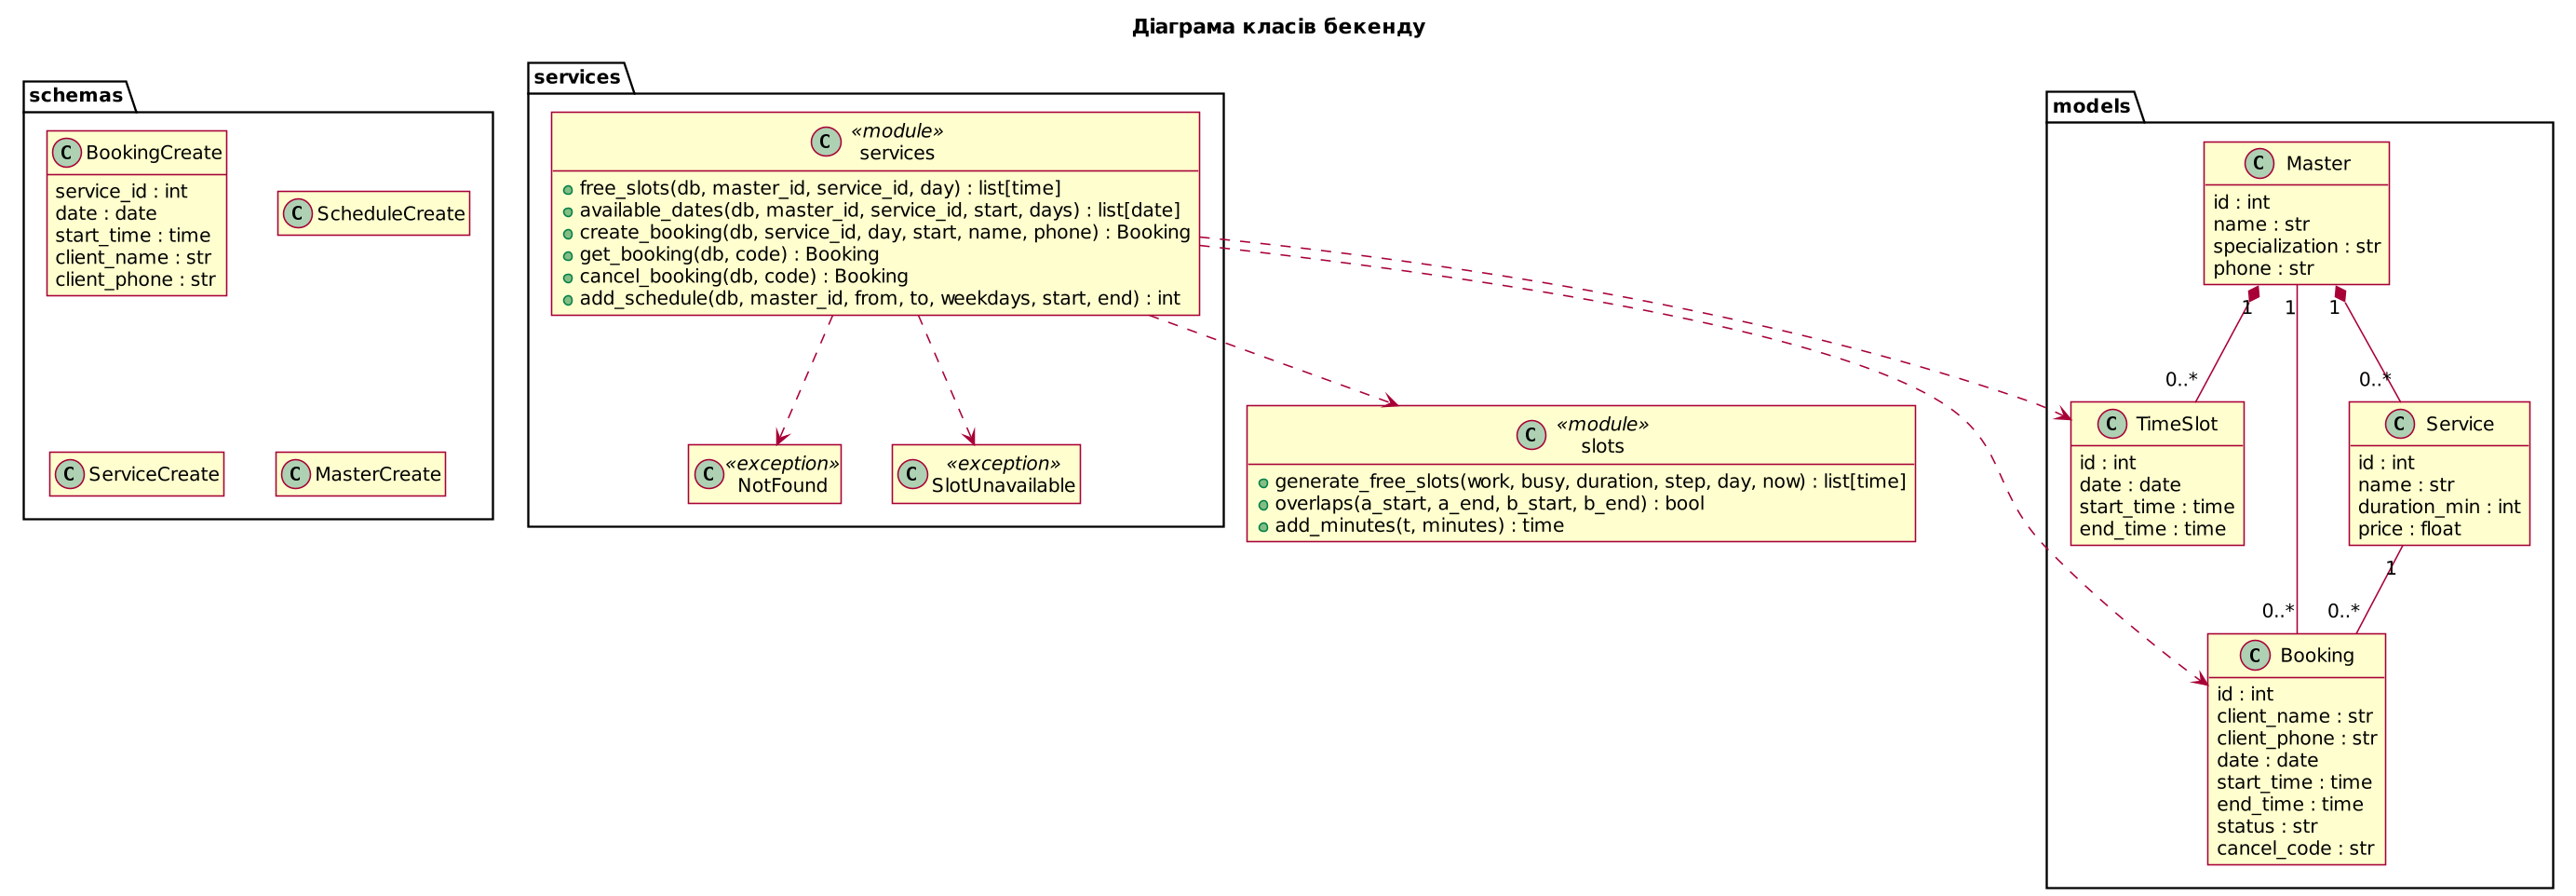 Діаграма класів бекенду
schemas
C BookingCreate
service_id : int
date : date
start_time : time
client_name : str
client_phone : str
C ScheduleCreate
C ServiceCreate
C MasterCreate
services
C «module»
services
free_slots(db, master_id, service_id, day) : list[time]
available_dates(db, master_id, service_id, start, days) : list[date]
create_booking(db, service_id, day, start, name, phone) : Booking
get_booking(db, code) : Booking
cancel_booking(db, code) : Booking
add_schedule(db, master_id, from, to, weekdays, start, end) : int
C «exception»
NotFound
C «exception»
SlotUnavailable
C «module»
slots
generate_free_slots(work, busy, duration, step, day, now) : list[time]
overlaps(a_start, a_end, b_start, b_end) : bool
add_minutes(t, minutes) : time
models
C Master
id : int
name : str
specialization : str
phone : str
1 1 1
0..* 0..*
C TimeSlot
id : int
date : date
start_time : time
end_time : time
C Service
id : int
name : str
duration_min : int
price : float
1
0..* 0..*
C Booking
id : int
client_name : str
client_phone : str
date : date
start_time : time
end_time : time
status : str
cancel_code : str